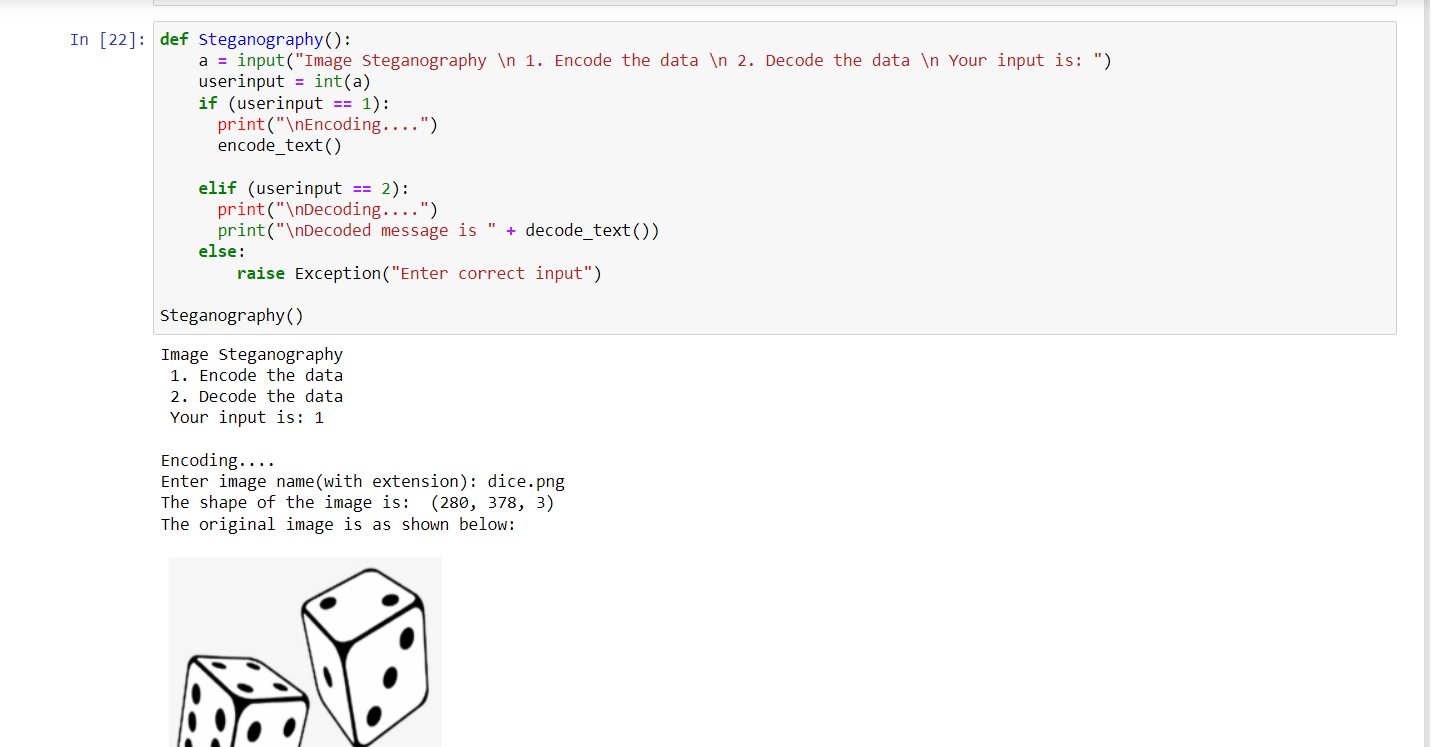 In [22]: def Steganography():
    a = input("Image Steganography \n 1. Encode the data \n 2. Decode the data \n Your input is: ")
    userinput = int(a)
    if (userinput == 1):
      print("\nEncoding....")
      encode_text()

    elif (userinput == 2):
      print("\nDecoding....")
      print("\nDecoded message is " + decode_text())
    else:
        raise Exception("Enter correct input")

Steganography()
Image Steganography
 1. Encode the data
 2. Decode the data
 Your input is: 1

Encoding....
Enter image name(with extension): dice.png
The shape of the image is:  (280, 378, 3)
The original image is as shown below: